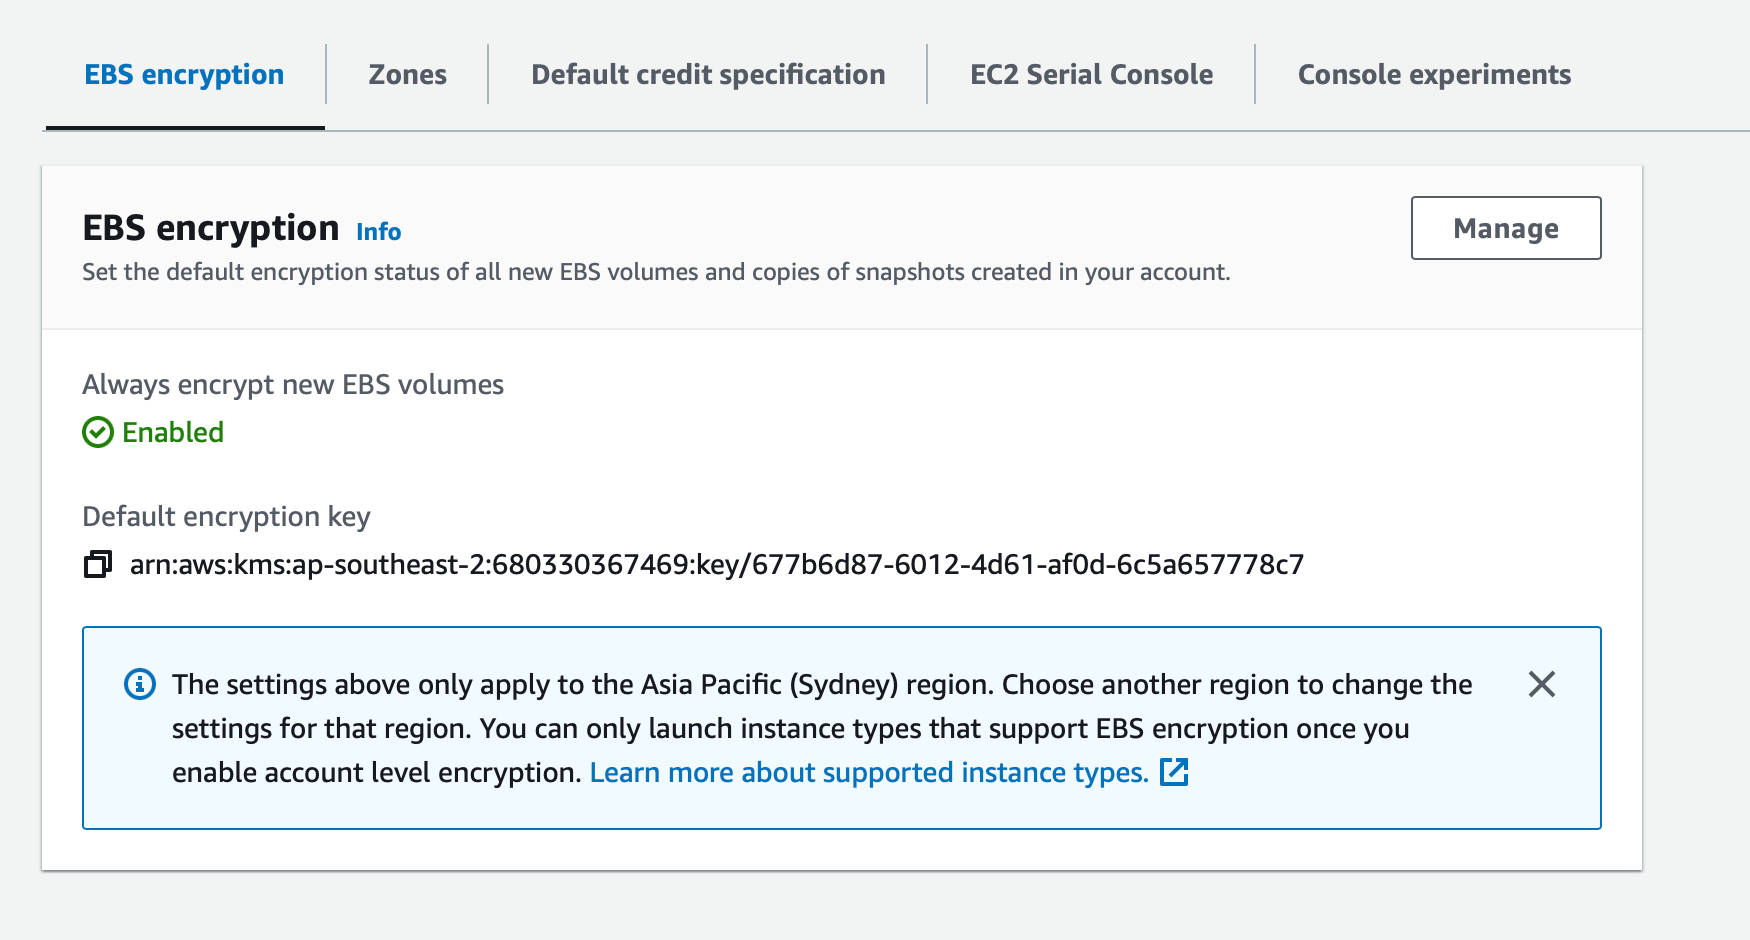 EBS encryption
Zones
Default credit specification
EC2 Serial Console
Console experiments
EBS encryption Info
Manage
Set the default encryption status of all new EBS volumes and copies of snapshots created in your account.
Always encrypt new EBS volumes
Enabled
Default encryption key
arn:aws:kms:ap-southeast-2:680330367469:key/677b6d87-6012-4d61-af0d-6c5a657778c7
The settings above only apply to the Asia Pacific (Sydney) region. Choose another region to change the
settings for that region. You can only launch instance types that support EBS encryption once you
enable account level encryption. Learn more about supported instance types.